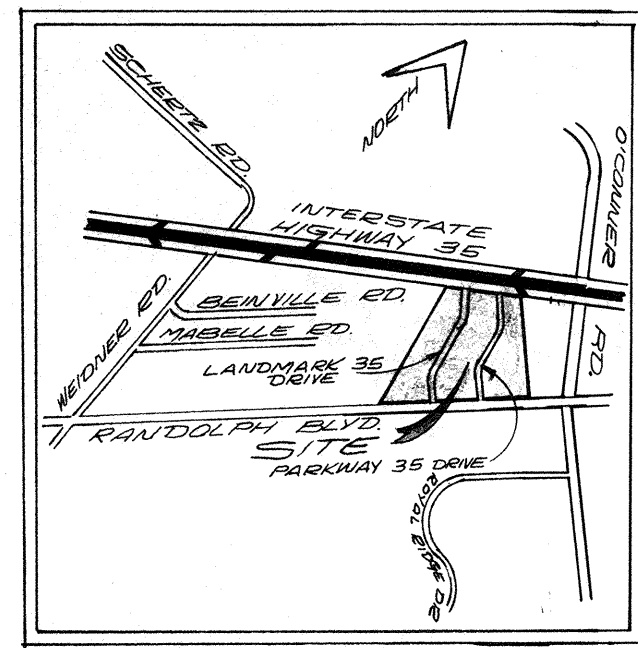 SCHERTZ RD.
NORTH
O'CONNER RD.
INTERSTATE
HIGHWAY 35
WEIDNER RD.
BEINVILLE RD.
MABELLE RD.
LANDMARK 35
DRIVE
RANDOLPH BLVD.
SITE
PARKWAY 35 DRIVE
ROYAL RIDGE DR